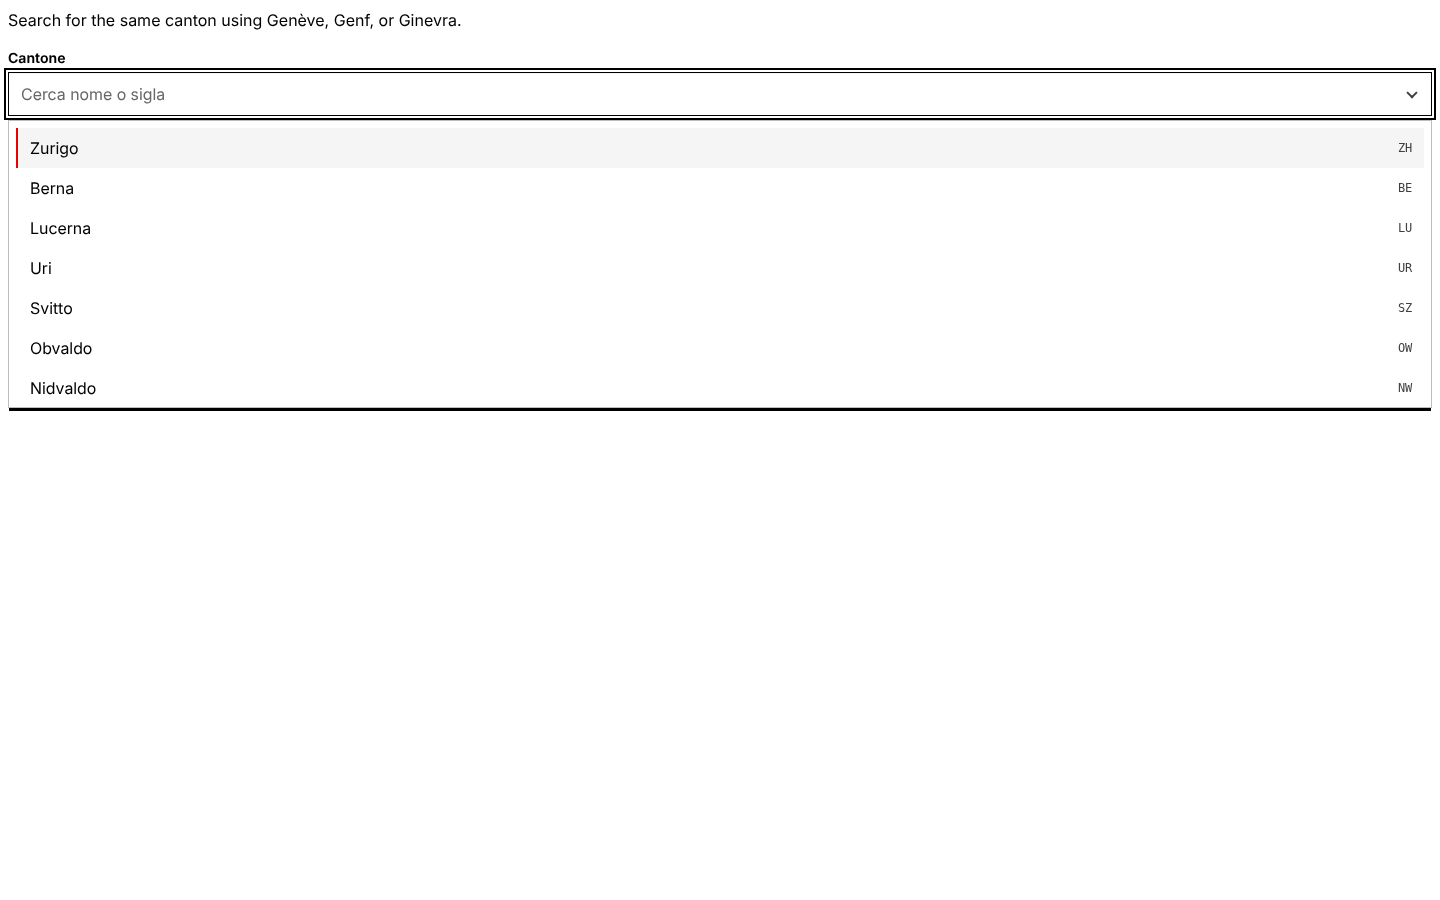 Search for the same canton using Genève, Genf, or Ginevra.
Cantone
Cerca nome o sigla
Zurigo ZH
Berna BE
Lucerna LU
Uri UR
Svitto SZ
Obvaldo OW
Nidvaldo NW